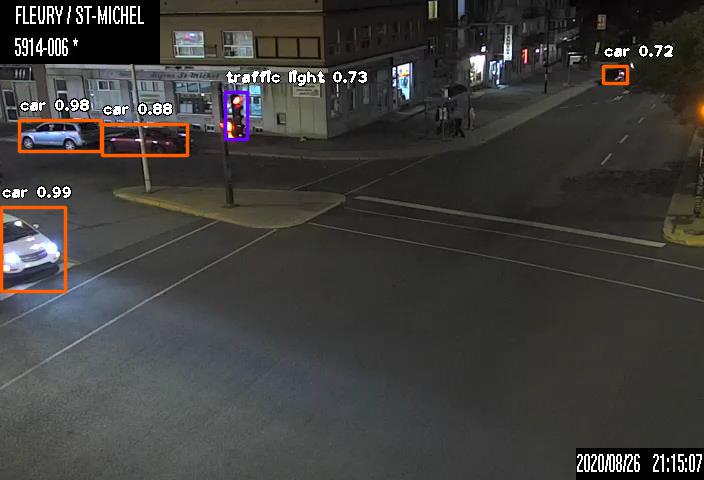 FLEURY / ST-MICHEL
5914-006 *
car 0.72
traffic light 0.73
car 0.98
car 0.88
car 0.99
2020/08/26 21:15:07